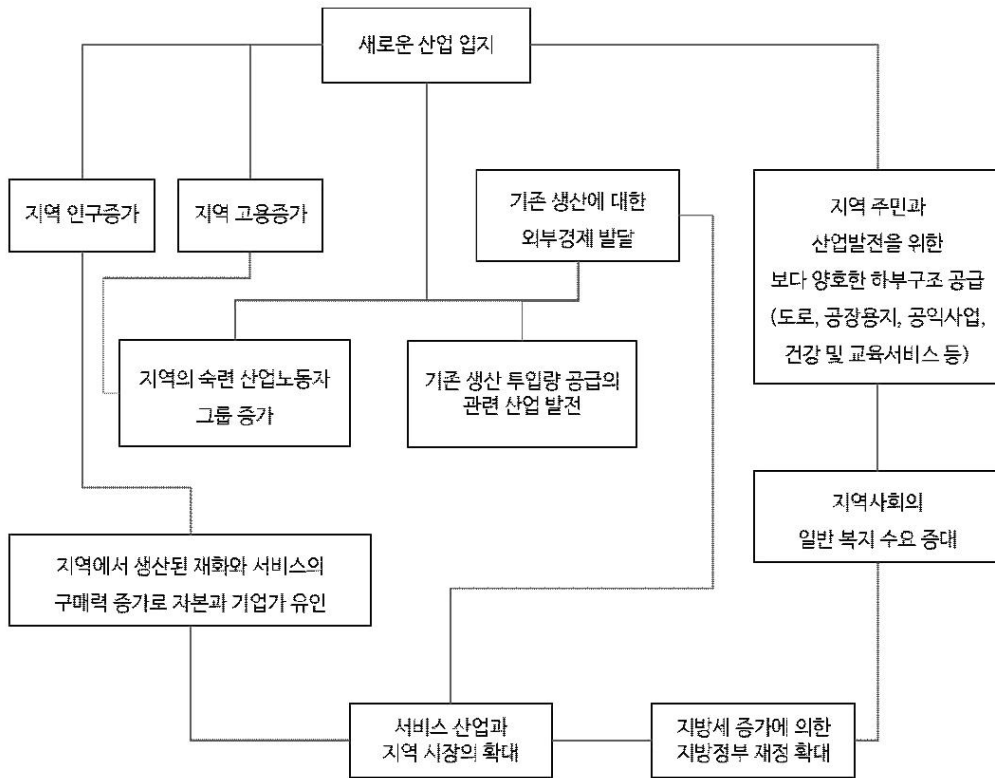 새로운 산업 입지
지역 인구증가
지역 고용증가
기존 생산에 대한
외부경제 발달
지역 주민과
산업발전을 위한
보다 양호한 하부구조 공급
(도로, 공장용지, 공익사업,
건강 및 교육서비스 등)
지역의 숙련 산업노동자
그룹 증가
기존 생산 투입량 공급의
관련 산업 발전
지역사회의
일반 복지 수요 증대
지역에서 생산된 재화와 서비스의
구매력 증가로 자본과 기업가 유인
서비스 산업과
지역 시장의 확대
지방세 증가에 의한
지방정부 재정 확대